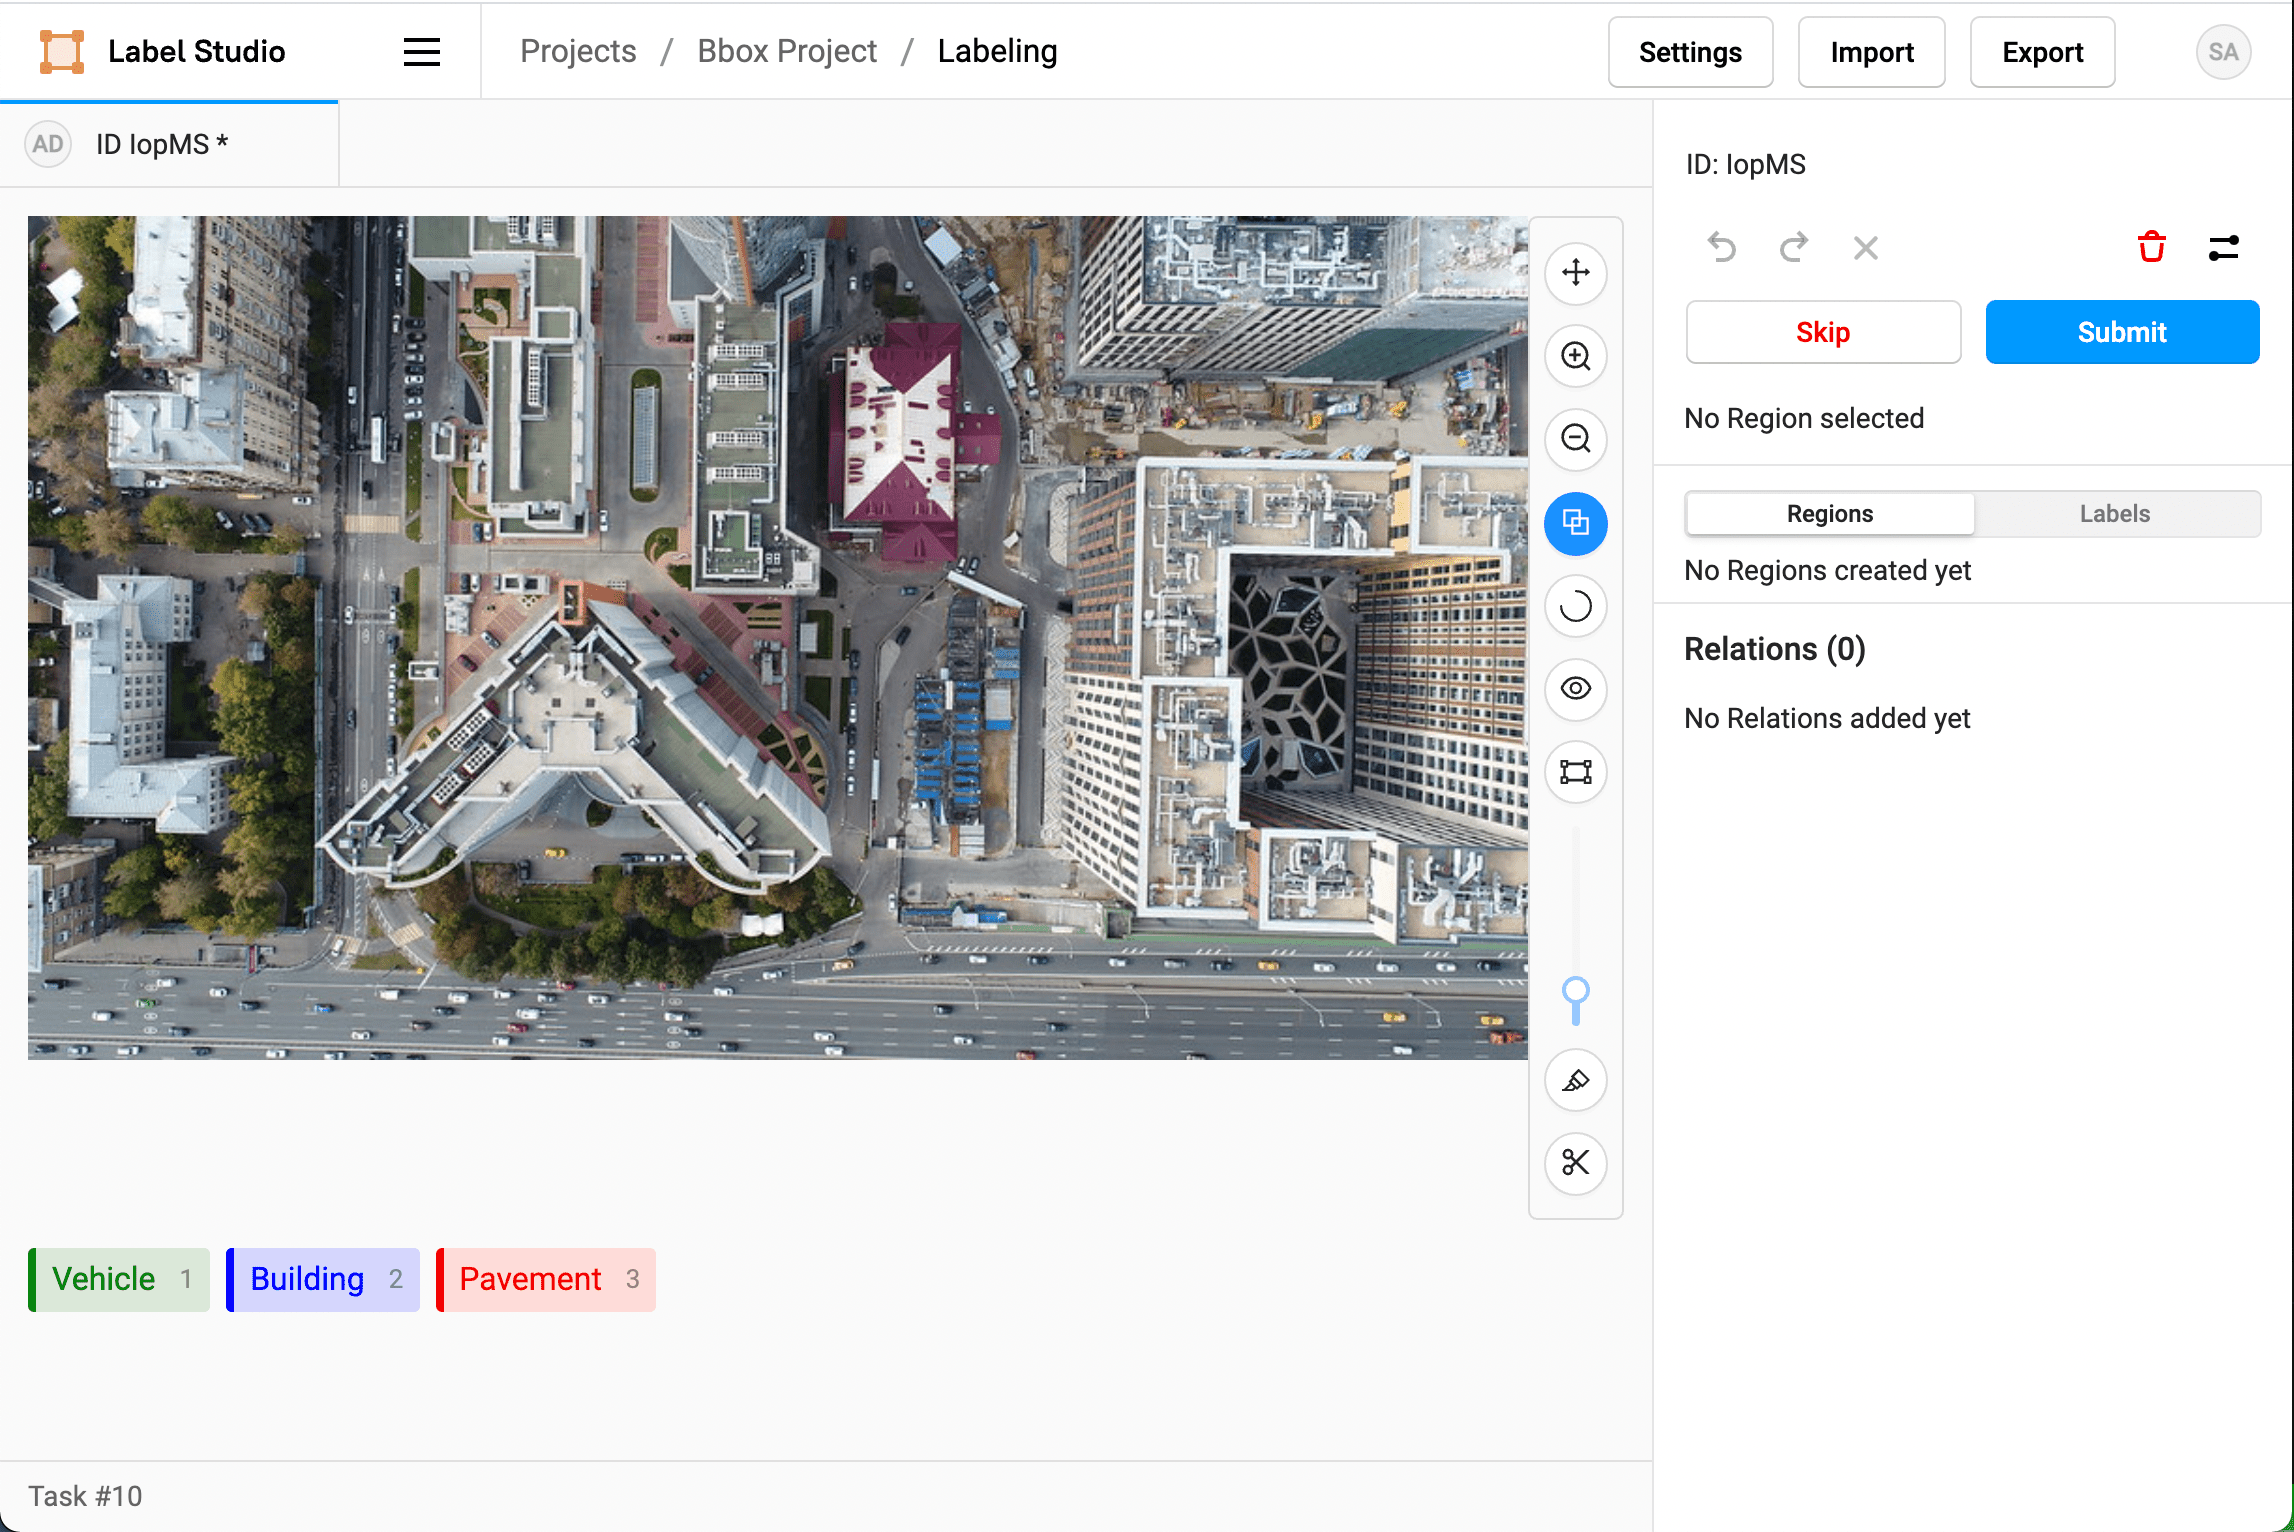 Label Studio
Projects / Bbox Project / Labeling
Settings
Import
Export
SA
AD
ID IopMS *
ID: IopMS
Skip
Submit
No Region selected
Regions
Labels
No Regions created yet
Relations (0)
No Relations added yet
Vehicle 1
Building 2
Pavement 3
Task #10